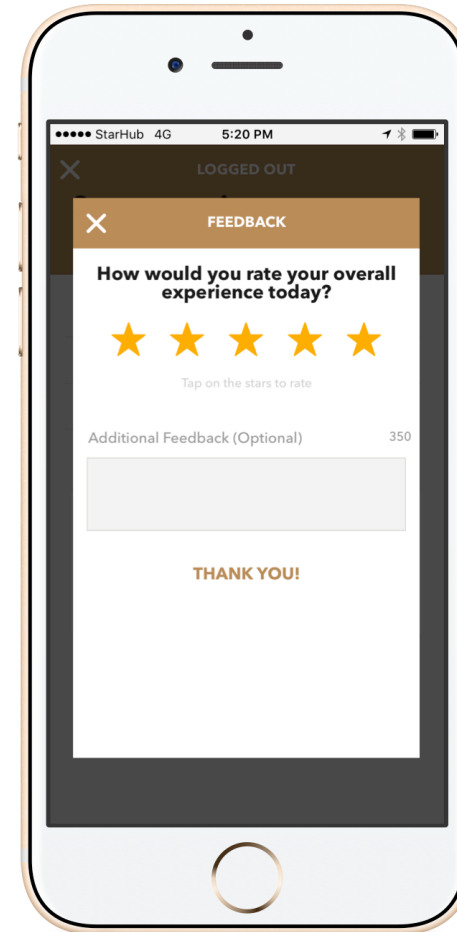 StarHub 4G 5:20 PM
LOGGED OUT
FEEDBACK
How would you rate your overall
experience today?
Tap on the stars to rate
Additional Feedback (Optional) 350
THANK YOU!